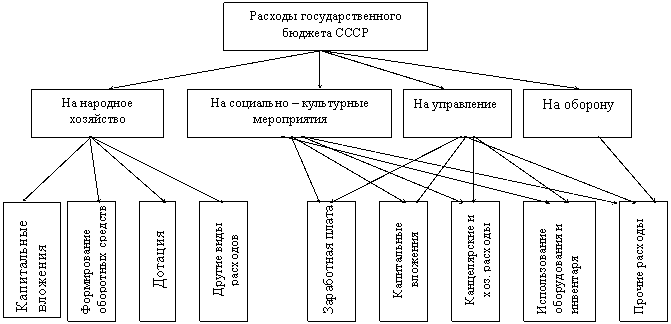 Расходы государственного
бюджета СССР
На народное
хозяйство
На социально – культурные
мероприятия
На управление
На оборону
Капитальные
вложения
Формирование
оборотных средств
Дотация
Другие виды
расходов
Заработная плата
Капитальные
вложения
Канцелярские и
хоз. расходы
Использование
оборудования и
инвентаря
Прочие расходы